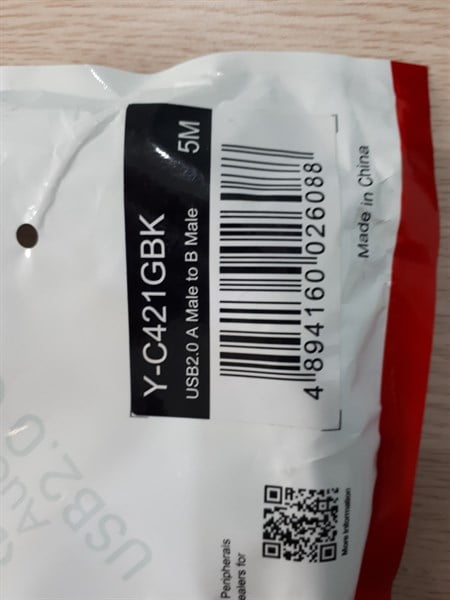 Y-C421GBK
5M
USB2.0 A Male to B Male
4 894160 026088
Made in China
More Information
Peripherals
ealers for
USB2.0